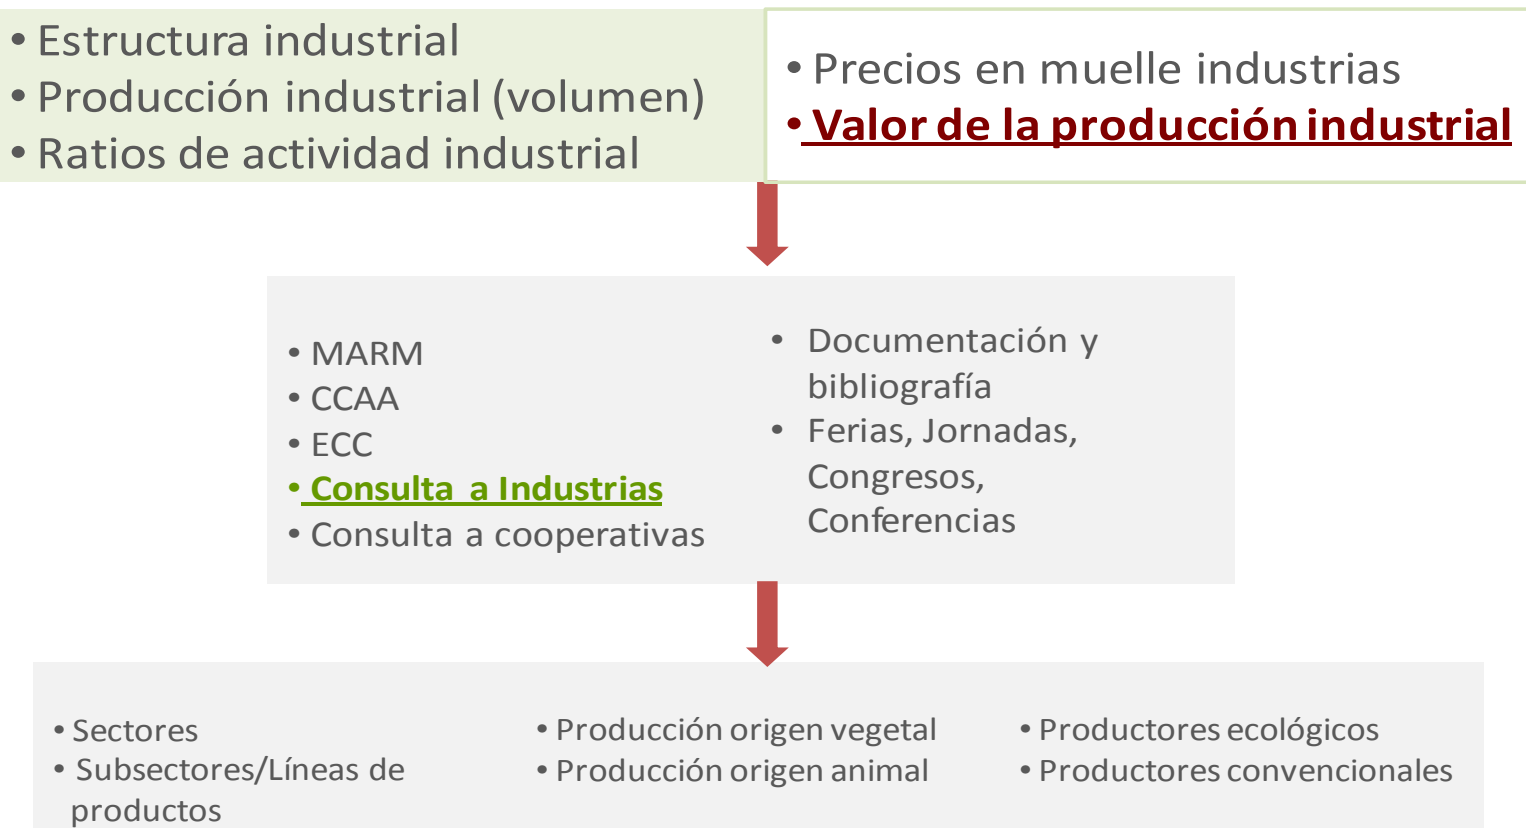 • Estructura industrial
• Producción industrial (volumen)
• Ratios de actividad industrial
• Precios en muelle industrias
• Valor de la producción industrial
• MARM
• CCAA
• ECC
• Consulta a Industrias
• Consulta a cooperativas
• Documentación y
bibliografía
• Ferias, Jornadas,
Congresos,
Conferencias
• Sectores
• Subsectores/Líneas de
productos
• Producción origen vegetal
• Producción origen animal
• Productores ecológicos
• Productores convencionales